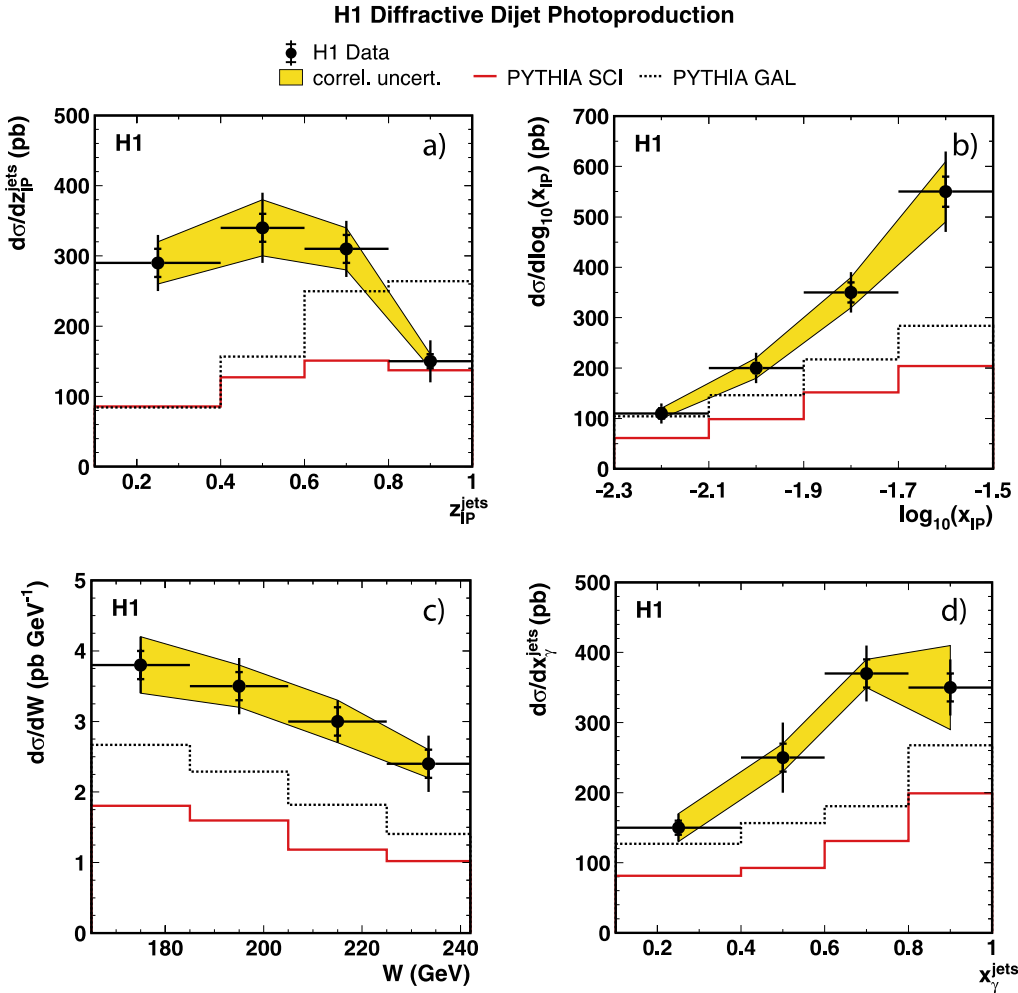 H1 Diffractive Dijet Photoproduction
H1 Data
correl. uncert.
PYTHIA SCI
PYTHIA GAL
dσ/dz_IP^jets (pb)
500
400
300
200
100
0
H1
a)
0.2
0.4
0.6
0.8
1
z_IP^jets
dσ/dlog10(x_IP) (pb)
700
600
500
400
300
200
100
0
H1
b)
-2.3
-2.1
-1.9
-1.7
-1.5
log10(x_IP)
dσ/dW (pb GeV^-1)
5
4
3
2
1
0
H1
c)
180
200
220
240
W (GeV)
dσ/dx_γ^jets (pb)
500
400
300
200
100
0
H1
d)
0.2
0.4
0.6
0.8
1
x_γ^jets